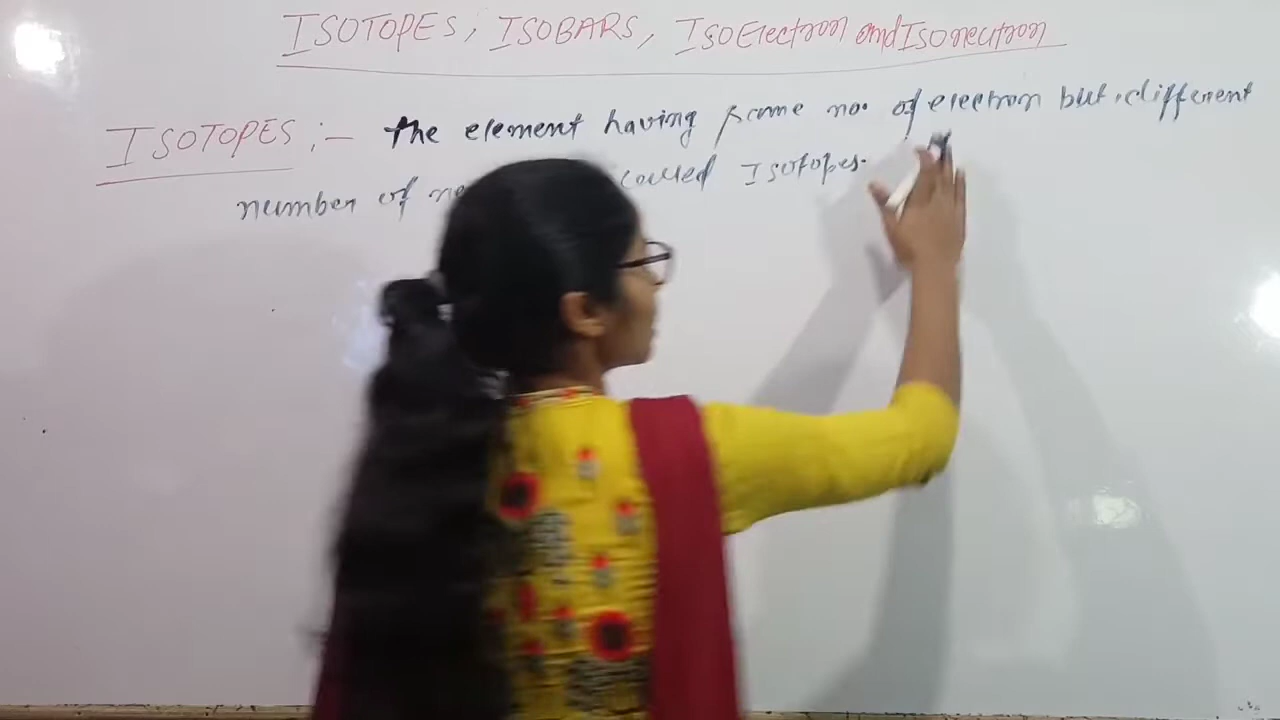 ISOTOPES, ISOBARS, IsoElectron and Isoneutron
ISOTOPES :- The element having same no. of electron but different
number of called Isotopes.